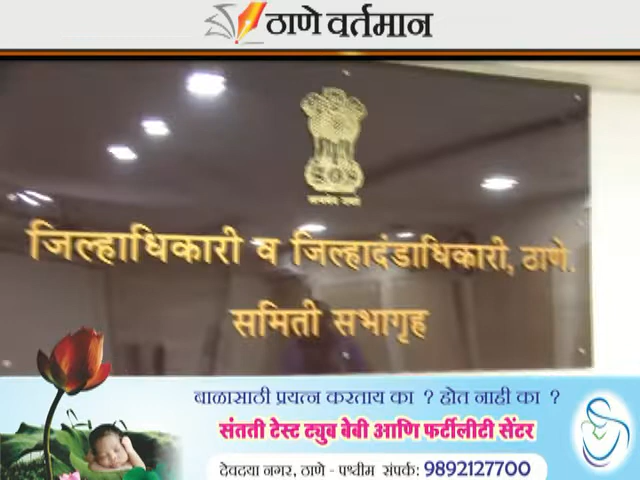 ठाणे वर्तमान
जिल्हाधिकारी व जिल्हादंडाधिकारी, ठाणे.
समिती सभागृह
बाळासाठी प्रयत्न करताय का ? होत नाही का ?
संतती टेस्ट ट्युब बेबी आणि फर्टीलीटी सेंटर
देवदया नगर, ठाणे - पश्चीम संपर्क: 9892127700